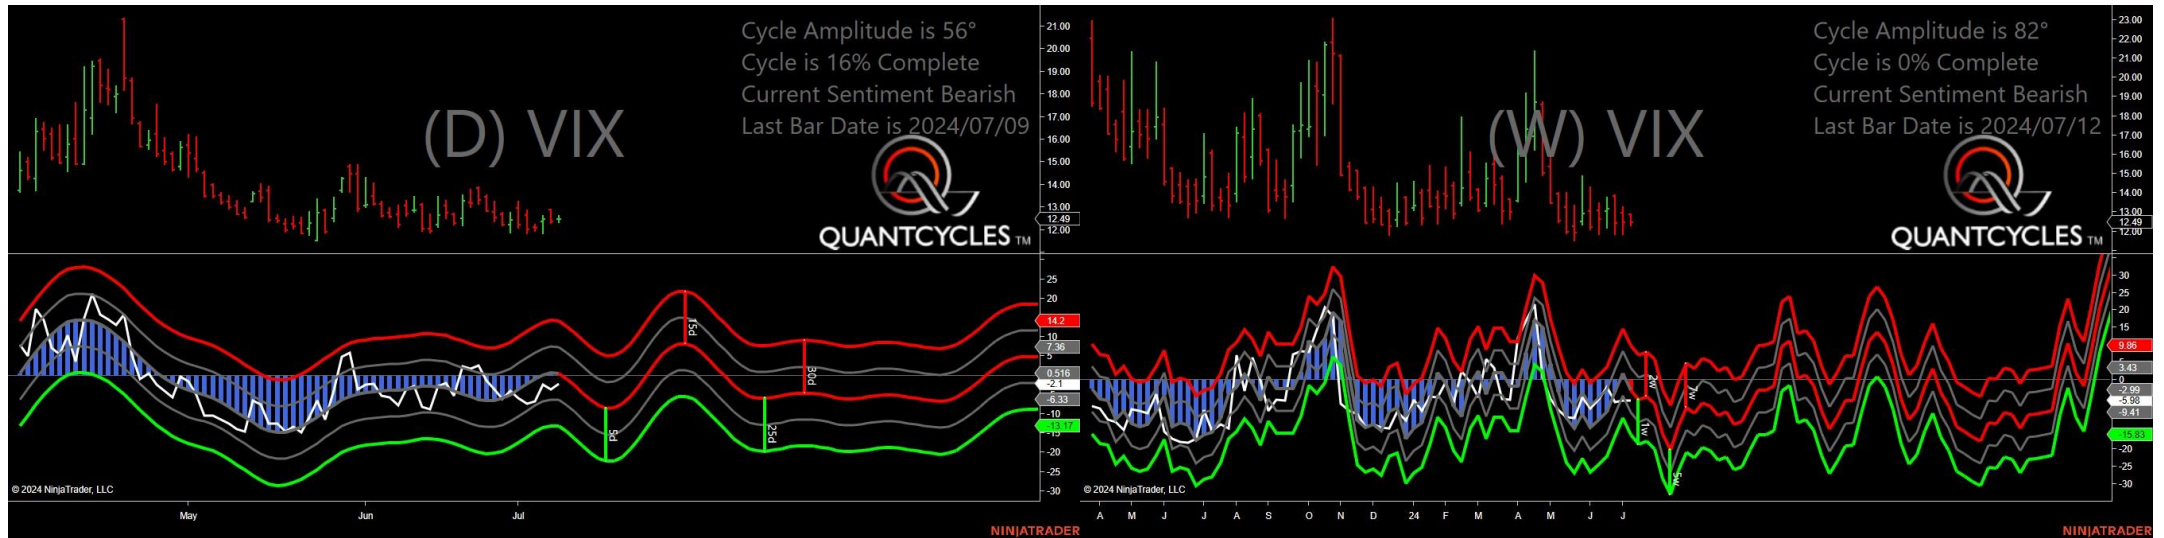 Cycle Amplitude is 56°
Cycle is 16% Complete
Current Sentiment Bearish
Last Bar Date is 2024/07/09
(D) VIX
QUANTCYCLES TM
21.00
20.00
19.00
18.00
17.00
16.00
15.00
14.00
13.00
12.49
12.00
25
20
14.2
10
7.36
5
0.516
-2.1
-6.33
-10
-13.17
-20
-25
-30
5d
15d
25d
30d
© 2024 NinjaTrader, LLC
May Jun Jul
NINJATRADER
Cycle Amplitude is 82°
Cycle is 0% Complete
Current Sentiment Bearish
Last Bar Date is 2024/07/12
(W) VIX
QUANTCYCLES TM
23.00
22.00
21.00
20.00
19.00
18.00
17.00
16.00
15.00
14.00
13.00
12.49
12.00
30
25
20
15
9.86
5
3.43
0
-2.99
-5.98
-9.41
-15.83
-20
-25
-30
1w
2w
5w
© 2024 NinjaTrader, LLC
A M J J A S O N D 24 A M J J
NINJATRADER